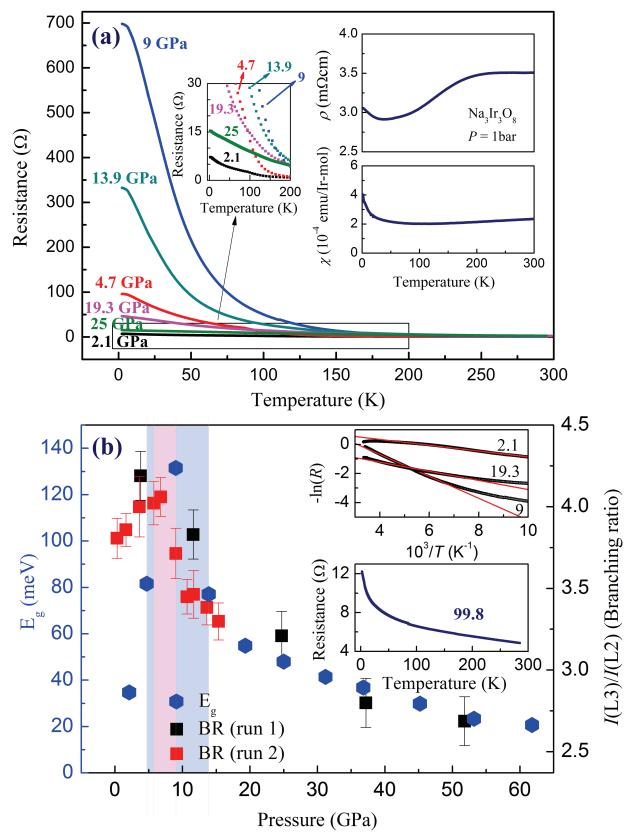 (a)
700
600
500
400
300
200
100
0
Resistance (Ω)
0
50
100
150
200
250
300
Temperature (K)
9 GPa
13.9 GPa
4.7 GPa
19.3 GPa
25 GPa
2.1 GPa
4.7
13.9
9
19.3
25
2.1
30
20
10
0
Resistance (Ω)
0
100
200
Temperature (K)
4.0
3.5
3.0
ρ (mΩcm)
Na3Ir3O8
P = 1bar
6
4
2
0
χ (10⁻⁴ emu/Ir-mol)
0
100
200
300
Temperature (K)
(b)
140
120
100
80
60
40
20
0
Eg (meV)
0
10
20
30
40
50
60
Pressure (GPa)
4.5
4.0
3.5
3.0
2.5
I(L3)/I(L2) (Branching ratio)
Eg
BR (run 1)
BR (run 2)
0
-2
-4
-ln(R)
2.1
19.3
9
4
6
8
10
10³/T (K⁻¹)
12
8
4
Resistance (Ω)
99.8
0
100
200
300
Temperature (K)